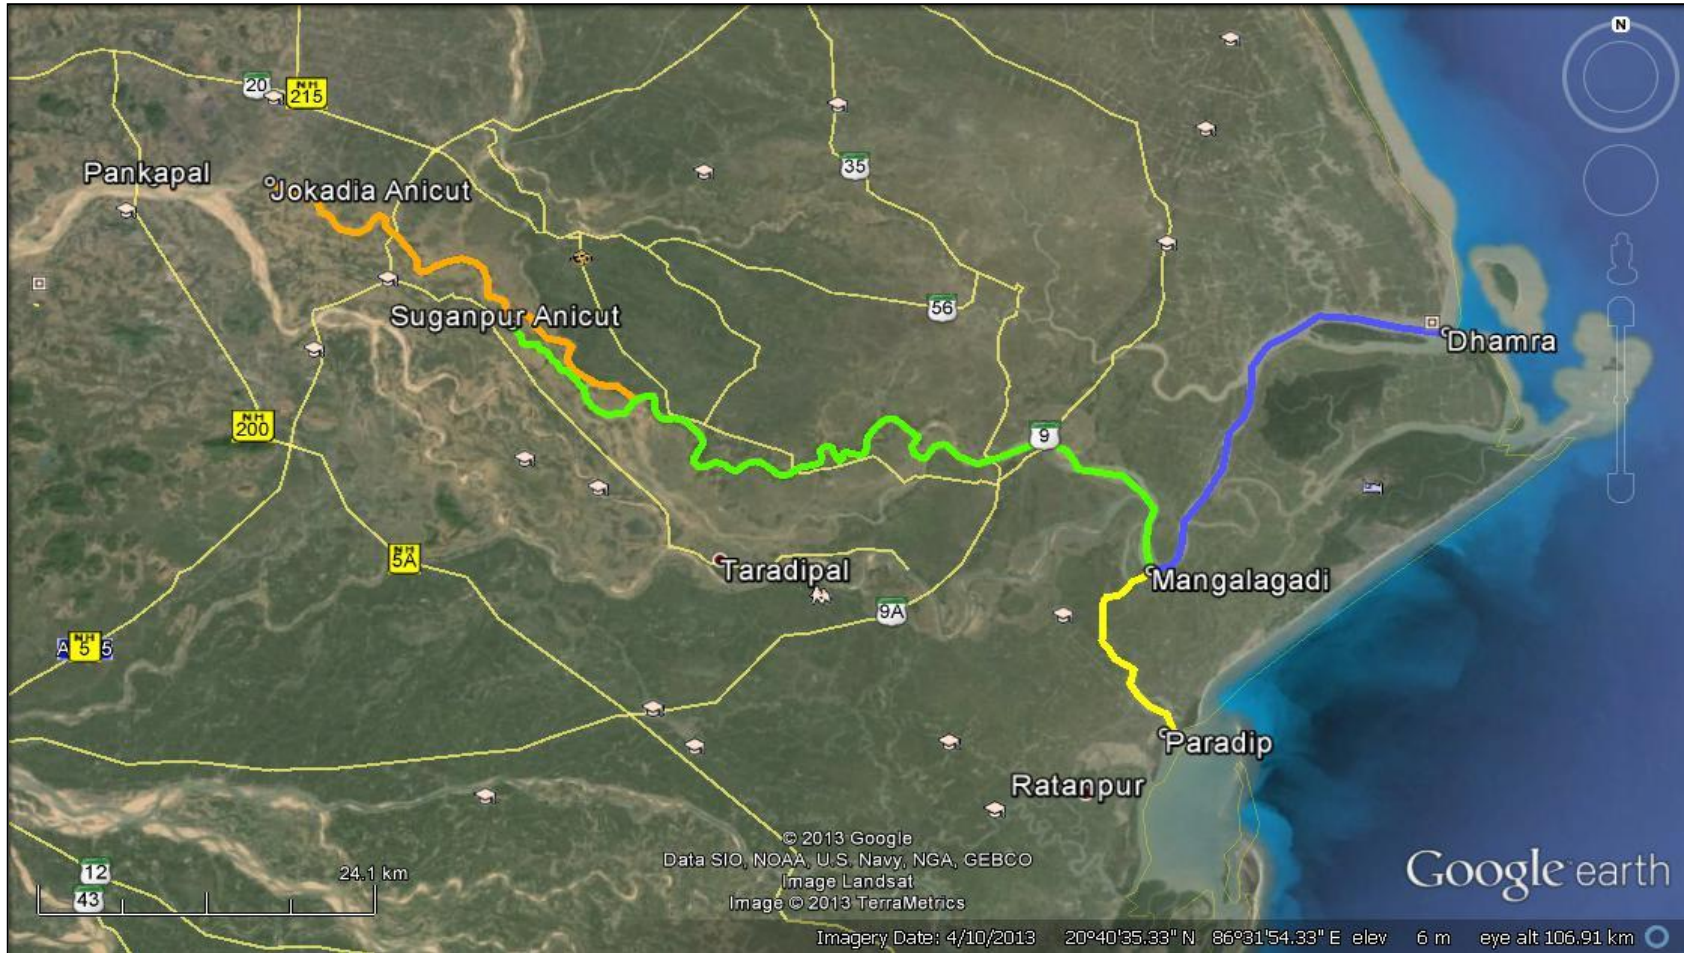 N
20
NH
215
35
Pankapal
Jokadia Anicut
56
Suganpur Anicut
Dhamra
NH
200
9
NH
5A
Taradipal
Mangalagadi
9A
NH
A 5 5
Paradip
Ratanpur
© 2013 Google
Data SIO, NOAA, U.S. Navy, NGA, GEBCO
Image Landsat
Image © 2013 TerraMetrics
12
43
24.1 km
Google earth
Imagery Date: 4/10/2013 20°40'35.33" N 86°31'54.33" E elev 6 m eye alt 106.91 km